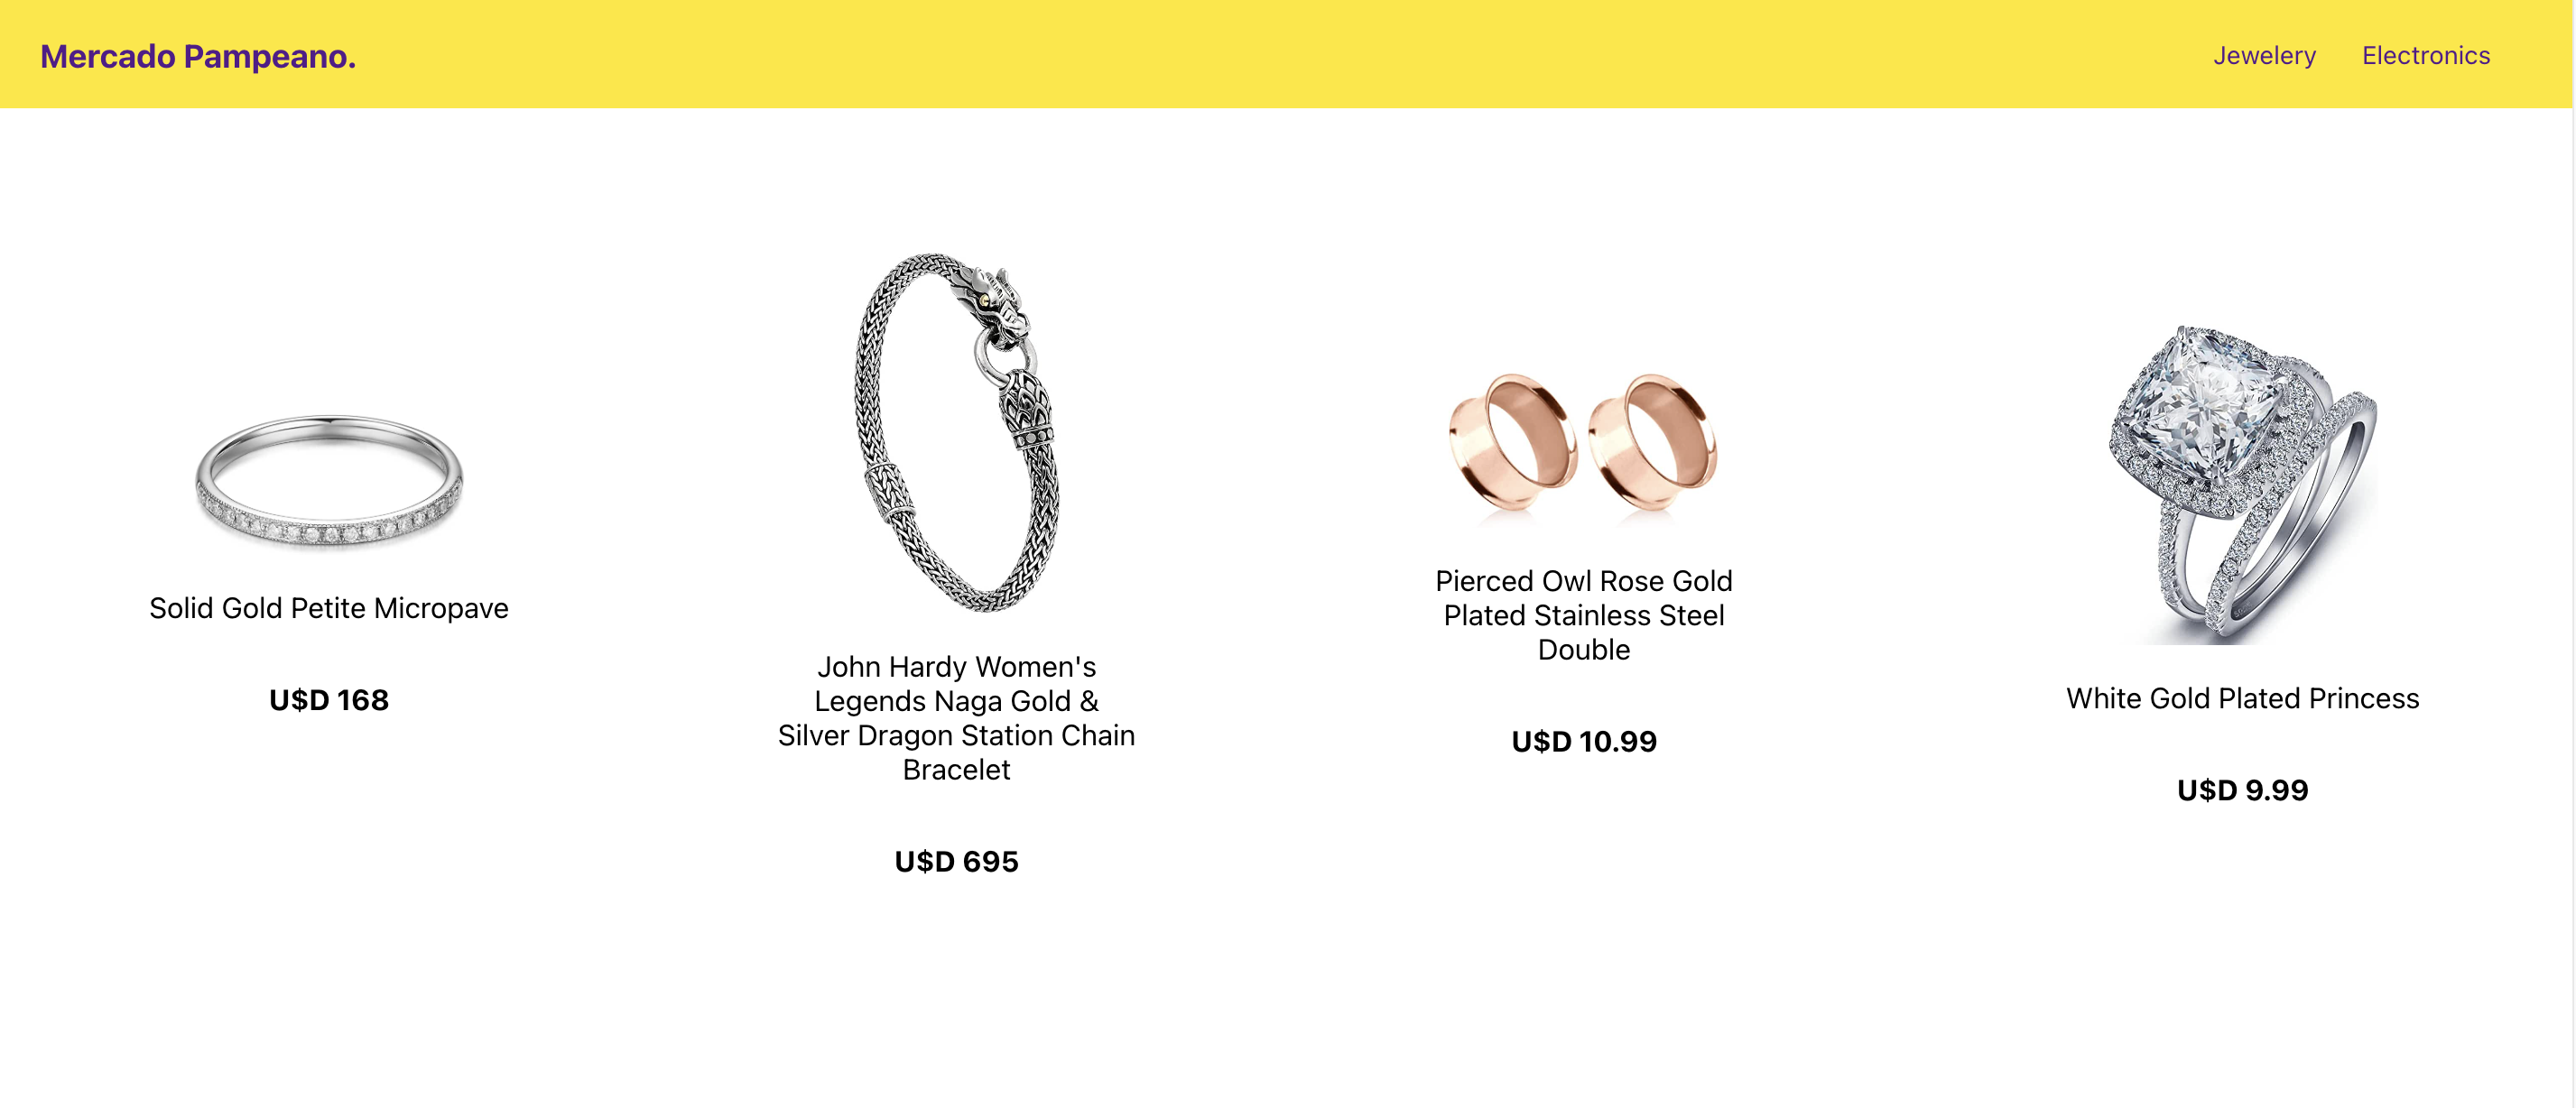 Mercado Pampeano.
Jewelery
Electronics
Solid Gold Petite Micropave
U$D 168
John Hardy Women's
Legends Naga Gold &
Silver Dragon Station Chain
Bracelet
U$D 695
Pierced Owl Rose Gold
Plated Stainless Steel
Double
U$D 10.99
White Gold Plated Princess
U$D 9.99